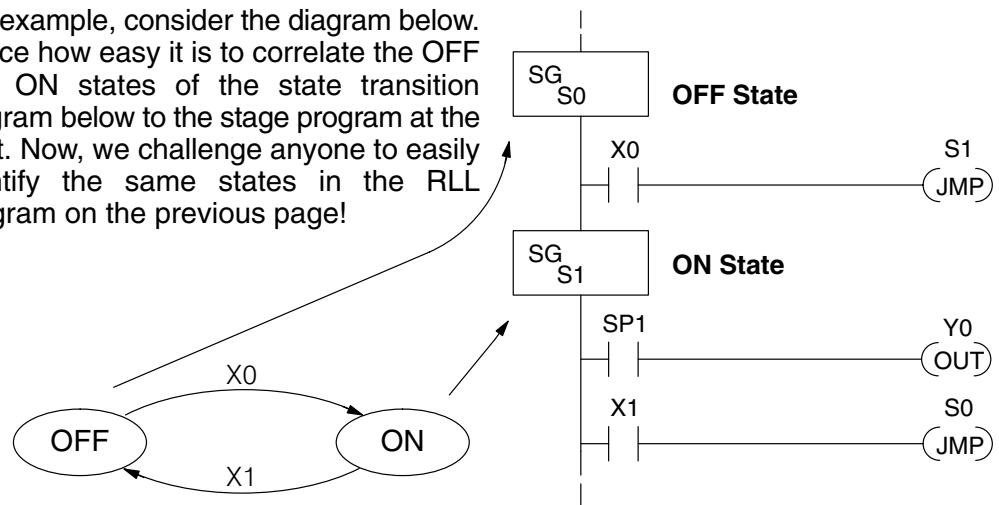 example, consider the diagram below.
ce how easy it is to correlate the OFF
ON states of the state transition
gram below to the stage program at the
t. Now, we challenge anyone to easily
ntify the same states in the RLL
gram on the previous page!
SG
S0
OFF State
X0
S1
JMP
SG
S1
ON State
SP1
Y0
OUT
X1
S0
JMP
X0
OFF
ON
X1